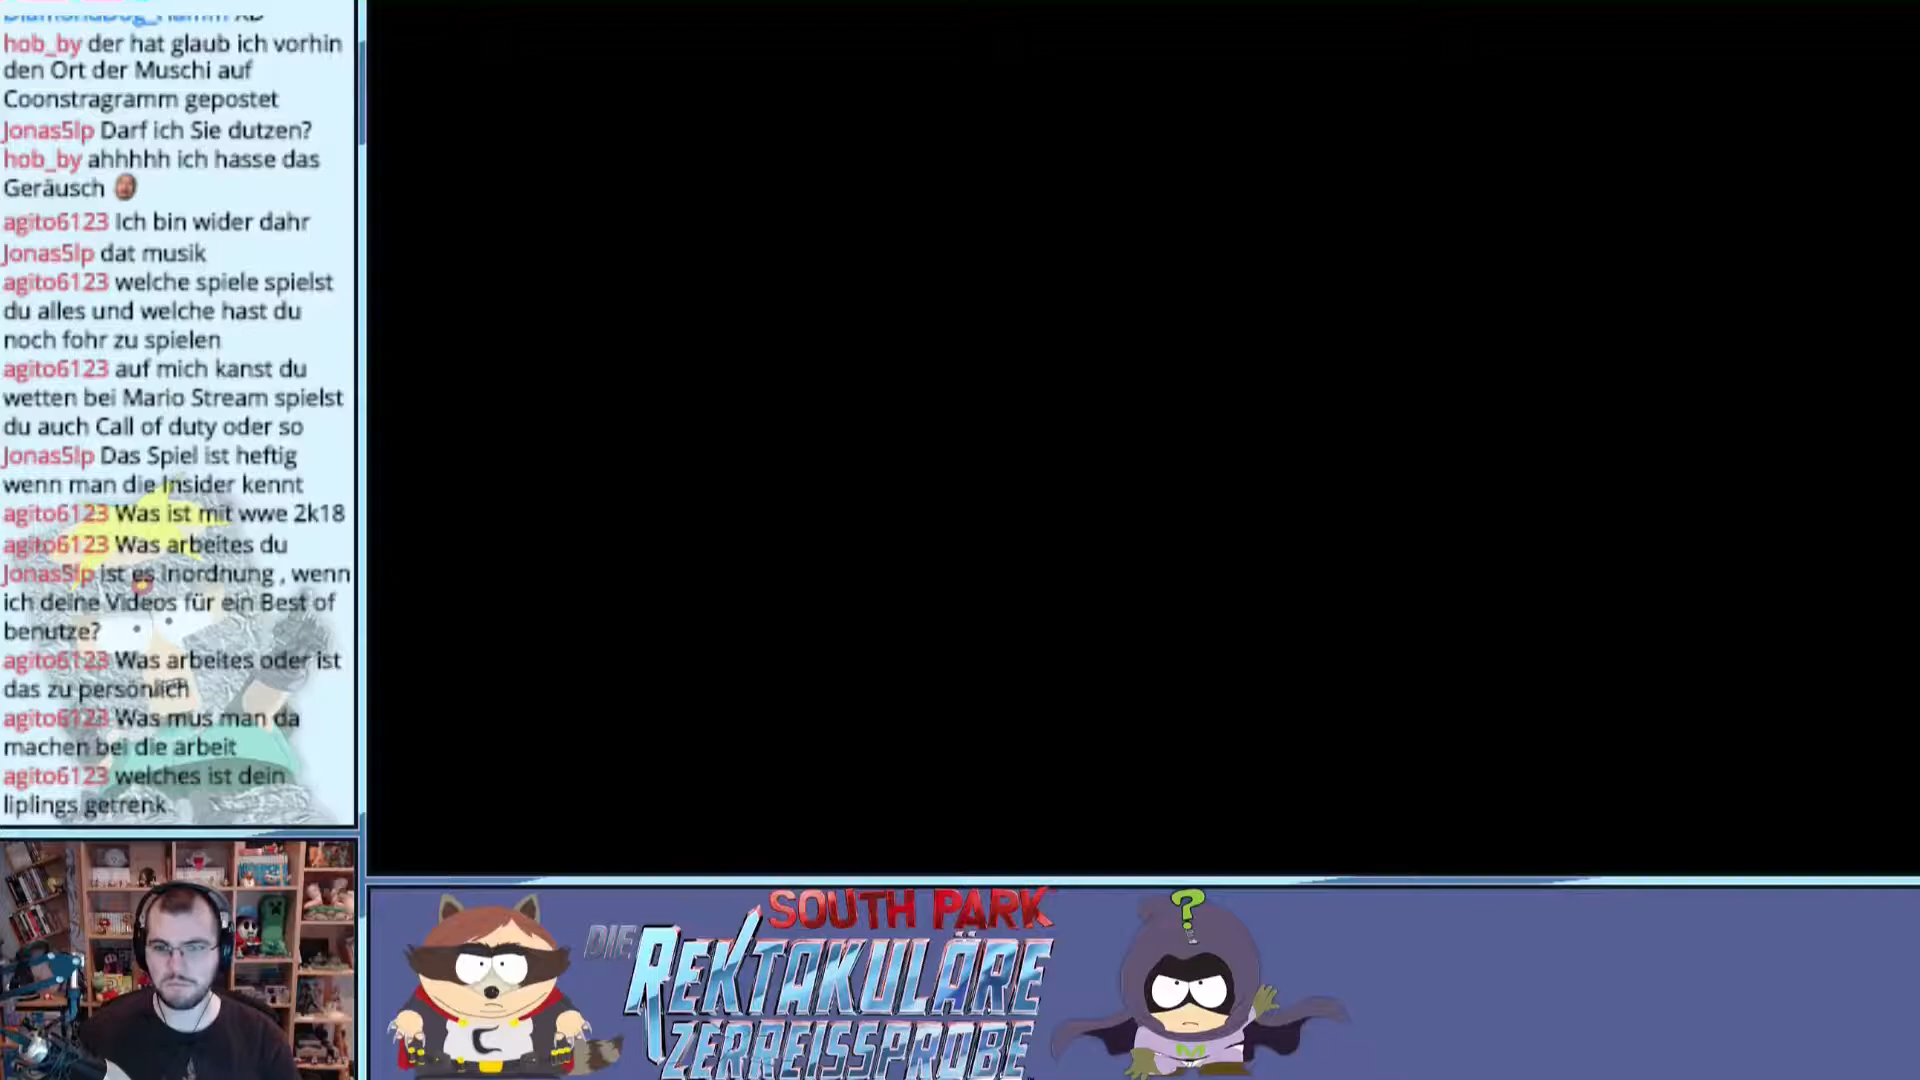 DiamondDog_Hamm XD
hob_by der hat glaub ich vorhin
den Ort der Muschi auf
Coonstragramm gepostet
Jonas5lp Darf ich Sie dutzen?
hob_by ahhhhh ich hasse das
Geräusch
agito6123 Ich bin wider dahr
Jonas5lp dat musik
agito6123 welche spiele spielst
du alles und welche hast du
noch fohr zu spielen
agito6123 auf mich kanst du
wetten bei Mario Stream spielst
du auch Call of duty oder so
Jonas5lp Das Spiel ist heftig
wenn man die Insider kennt
agito6123 Was ist mit wwe 2k18
agito6123 Was arbeites du
Jonas5lp ist es Inordnung , wenn
ich deine Videos für ein Best of
benutze?
agito6123 Was arbeites oder ist
das zu persönlich
agito6123 Was mus man da
machen bei die arbeit
agito6123 welches ist dein
liplings getrenk
SOUTH PARK
DIE
REKTAKULÄRE
ZERREISSPROBE
?
M